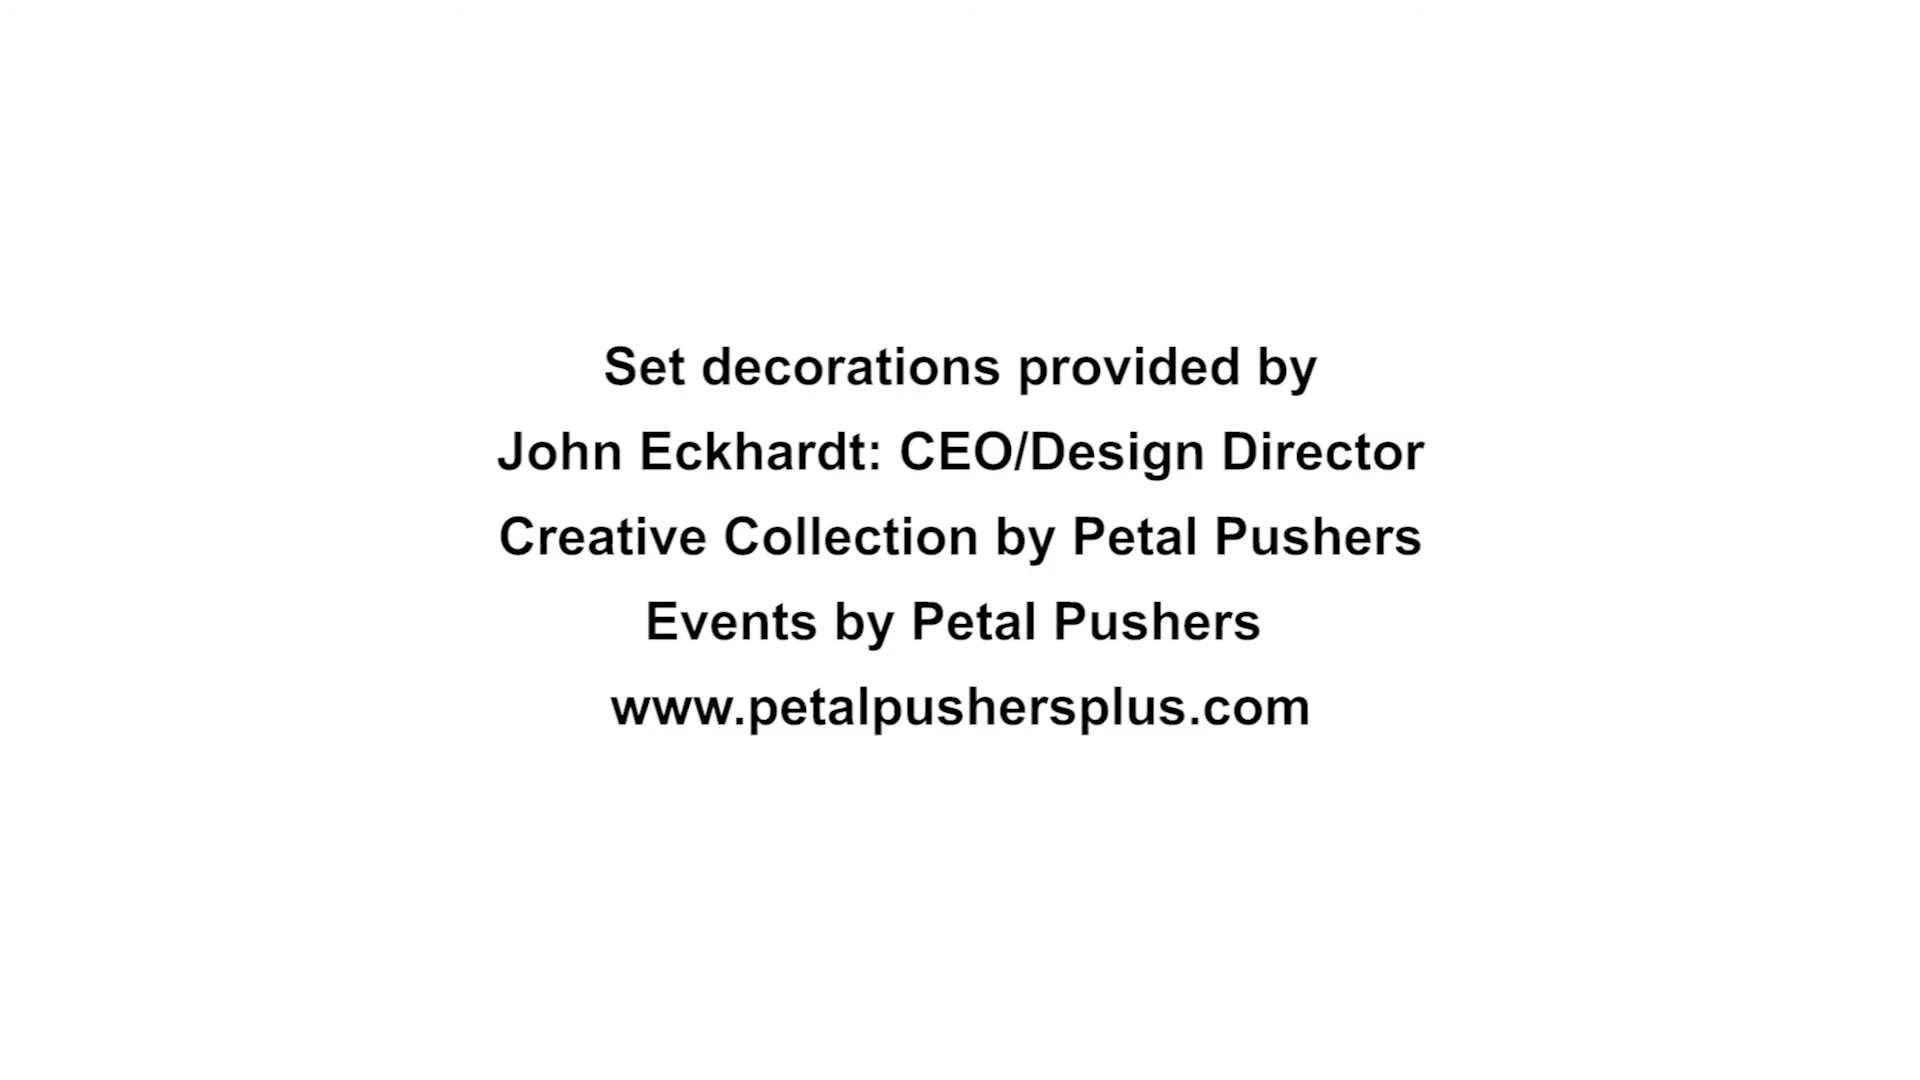 Set decorations provided by
John Eckhardt: CEO/Design Director
Creative Collection by Petal Pushers
Events by Petal Pushers
www.petalpushersplus.com